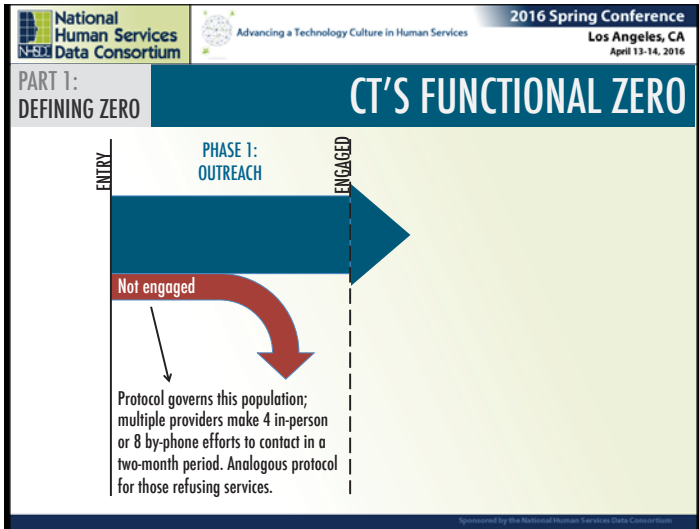 National
Human Services
NHSDC Data Consortium
Advancing a Technology Culture in Human Services
2016 Spring Conference
Los Angeles, CA
April 13-14, 2016
PART 1:
DEFINING ZERO
CT'S FUNCTIONAL ZERO
ENTRY
PHASE 1:
OUTREACH
ENGAGED
Not engaged
Protocol governs this population;
multiple providers make 4 in-person
or 8 by-phone efforts to contact in a
two-month period. Analogous protocol
for those refusing services.
Sponsored by the National Human Services Data Consortium